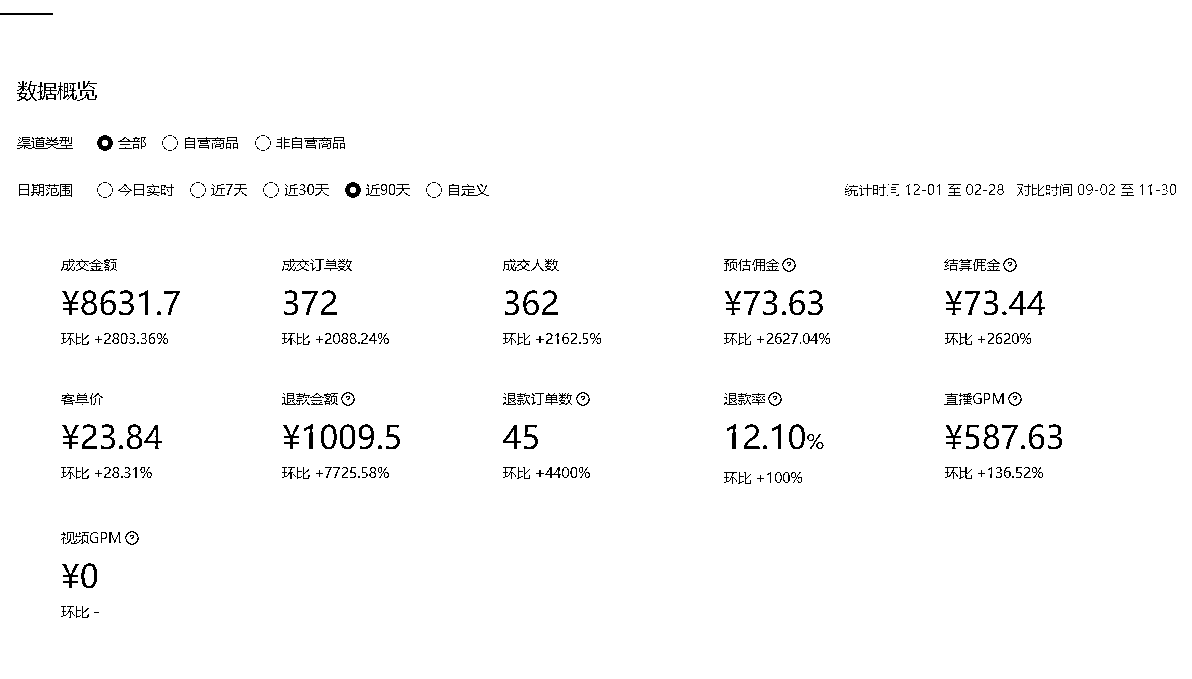 数据概览
渠道类型 全部 自营商品 非自营商品
日期范围 今日实时 近7天 近30天 近90天 自定义 统计时间 12-01 至 02-28 对比时间 09-02 至 11-30
成交金额 成交订单数 成交人数 预估佣金 结算佣金
¥8631.7 372 362 ¥73.63 ¥73.44
环比 +2803.36% 环比 +2088.24% 环比 +2162.5% 环比 +2627.04% 环比 +2620%
客单价 退款金额 退款订单数 退款率 直播GPM
¥23.84 ¥1009.5 45 12.10% ¥587.63
环比 +28.31% 环比 +7725.58% 环比 +4400% 环比 +100% 环比 +136.52%
视频GPM
¥0
环比 -